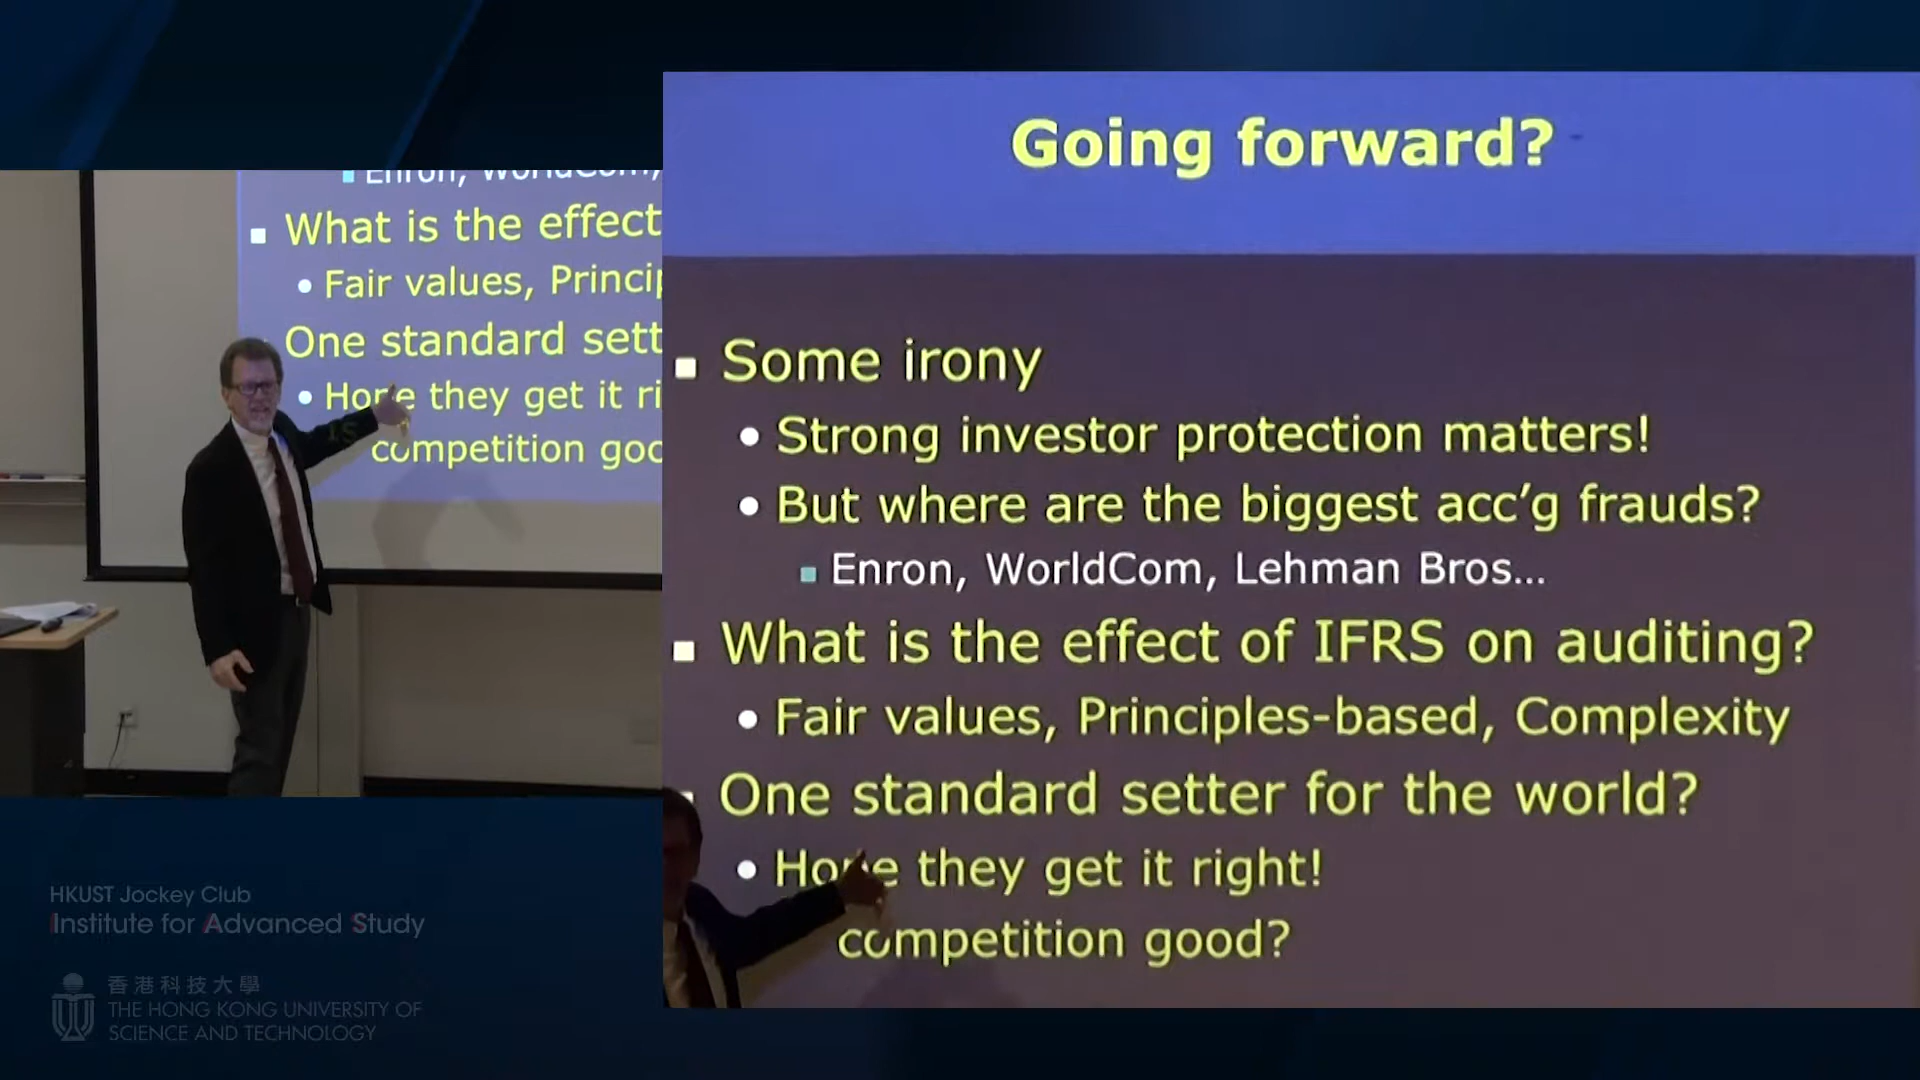 Enron, WorldCom,
What is the effect
Fair values, Princip
One standard sett
Hope they get it ri
IS
competition goo
Going forward?
Some irony
Strong investor protection matters!
But where are the biggest acc’g frauds?
Enron, WorldCom, Lehman Bros…
What is the effect of IFRS on auditing?
Fair values, Principles-based, Complexity
One standard setter for the world?
Hope they get it right!
competition good?
HKUST Jockey Club
Institute for Advanced Study
香港科技大學
THE HONG KONG UNIVERSITY OF
SCIENCE AND TECHNOLOGY